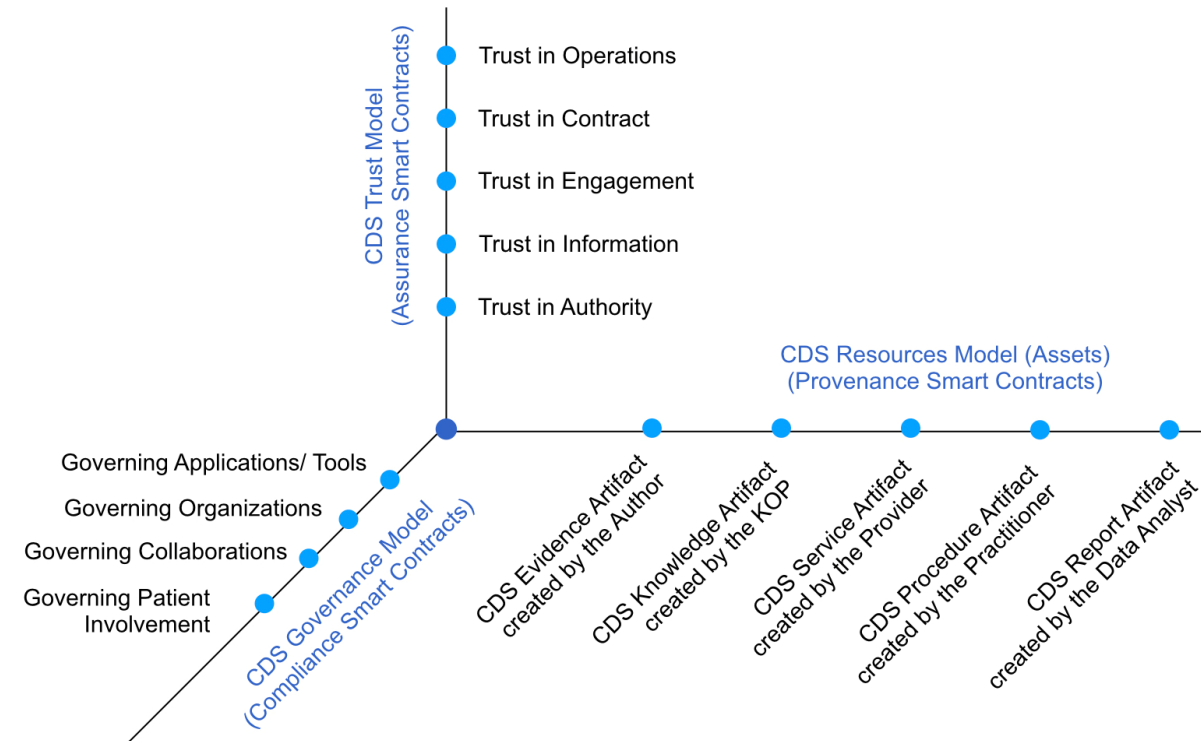 CDS Trust Model
(Assurance Smart Contracts)
Trust in Operations
Trust in Contract
Trust in Engagement
Trust in Information
Trust in Authority
CDS Resources Model (Assets)
(Provenance Smart Contracts)
Governing Applications/ Tools
Governing Organizations
Governing Collaborations
Governing Patient
Involvement
CDS Governance Model
(Compliance Smart Contracts)
CDS Evidence Artifact
created by the Author
CDS Knowledge Artifact
created by the KOP
CDS Service Artifact
created by the Provider
CDS Procedure Artifact
created by the Practitioner
CDS Report Artifact
created by the Data Analyst